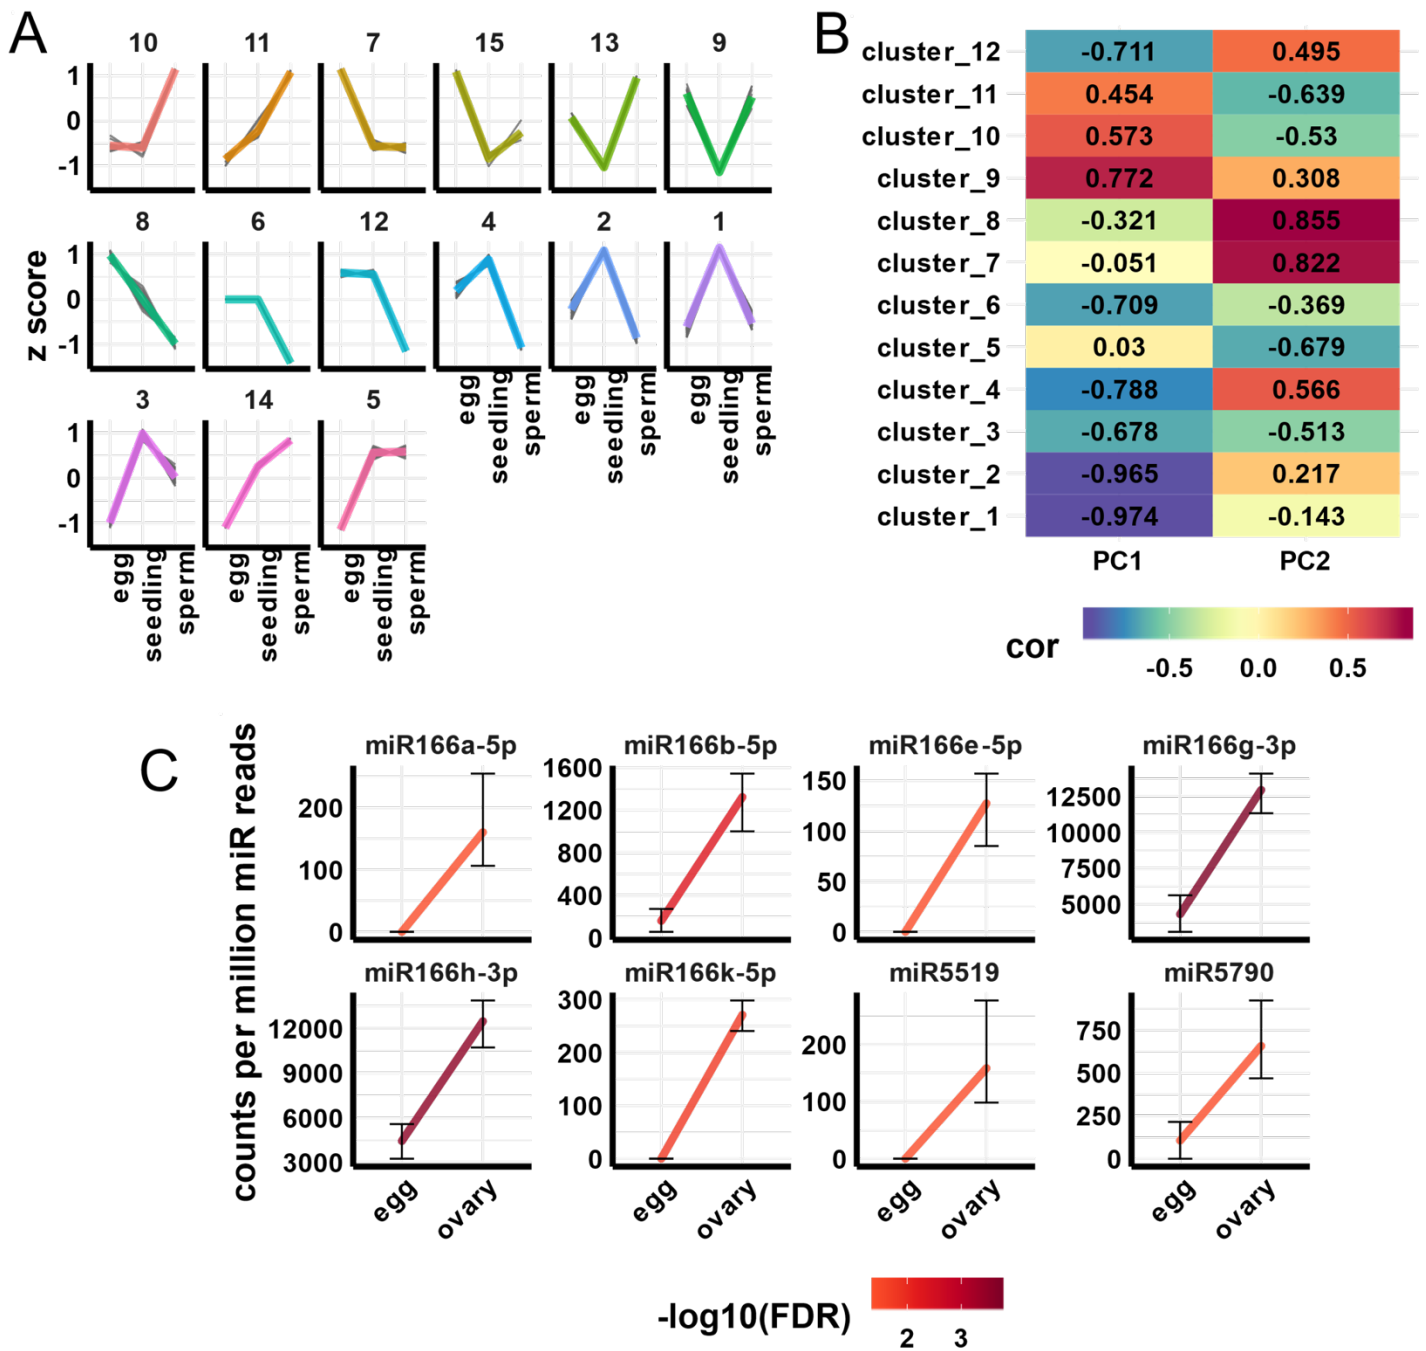 A
10 11 7 15 13 9
1
0
-1
8 6 12 4 2 1
1
0
-1
z score
egg seedling sperm
egg seedling sperm
egg seedling sperm
3 14 5
1
0
-1
egg seedling sperm
egg seedling sperm
egg seedling sperm
B
cluster_12 -0.711 0.495
cluster_11 0.454 -0.639
cluster_10 0.573 -0.53
cluster_9 0.772 0.308
cluster_8 -0.321 0.855
cluster_7 -0.051 0.822
cluster_6 -0.709 -0.369
cluster_5 0.03 -0.679
cluster_4 -0.788 0.566
cluster_3 -0.678 -0.513
cluster_2 -0.965 0.217
cluster_1 -0.974 -0.143
PC1 PC2
cor
-0.5 0.0 0.5
C
counts per million miR reads
miR166a-5p
200
100
0
miR166b-5p
1600
1200
800
400
0
miR166e-5p
150
100
50
0
miR166g-3p
12500
10000
7500
5000
miR166h-3p
12000
9000
6000
3000
egg ovary
miR166k-5p
300
200
100
0
egg ovary
miR5519
200
100
0
egg ovary
miR5790
750
500
250
0
egg ovary
-log10(FDR)
2 3